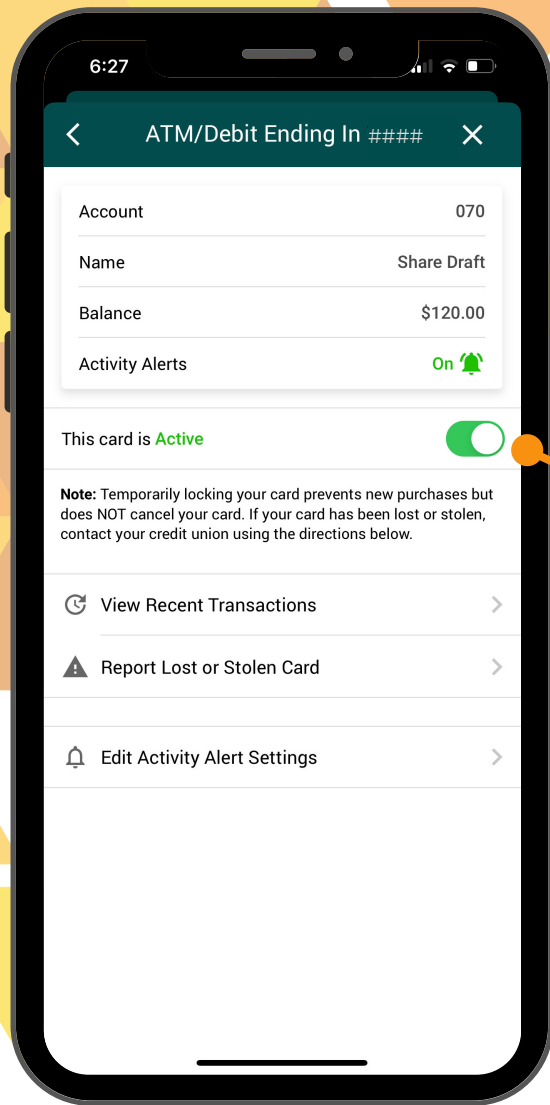 6:27
ATM/Debit Ending In ####
Account 070
Name Share Draft
Balance $120.00
Activity Alerts On
This card is Active
Note: Temporarily locking your card prevents new purchases but
does NOT cancel your card. If your card has been lost or stolen,
contact your credit union using the directions below.
View Recent Transactions
Report Lost or Stolen Card
Edit Activity Alert Settings